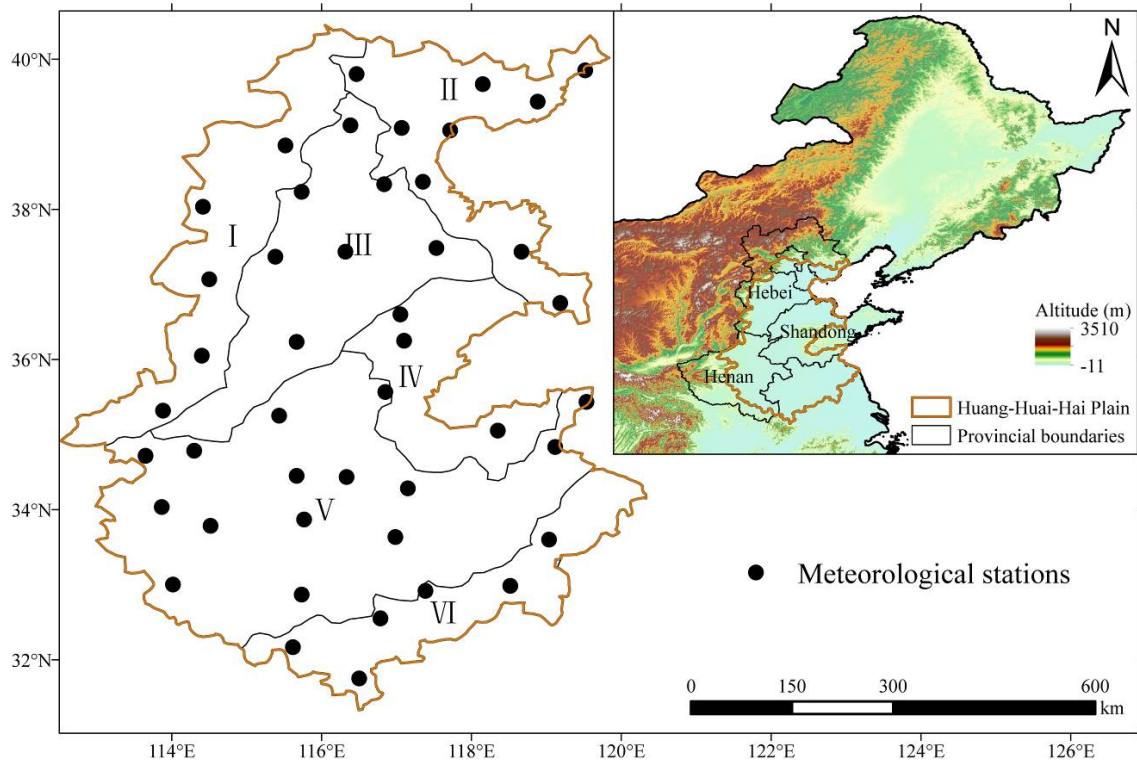 40°N
38°N
36°N
34°N
32°N
114°E
116°E
118°E
120°E
122°E
124°E
126°E
Ⅰ
Ⅱ
Ⅲ
Ⅳ
Ⅴ
Ⅵ
N
Hebei
Shandong
Henan
Altitude (m)
3510
-11
Huang-Huai-Hai Plain
Provincial boundaries
Meteorological stations
0 150 300 600
km